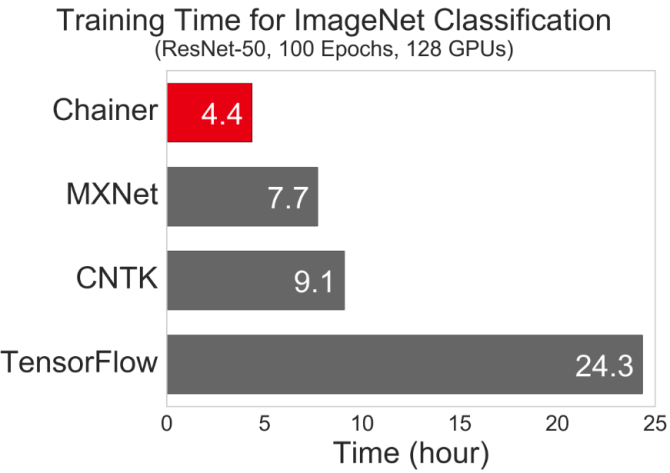 Training Time for ImageNet Classification
(ResNet-50, 100 Epochs, 128 GPUs)
Chainer 4.4
MXNet 7.7
CNTK 9.1
TensorFlow 24.3
0 5 10 15 20 25
Time (hour)